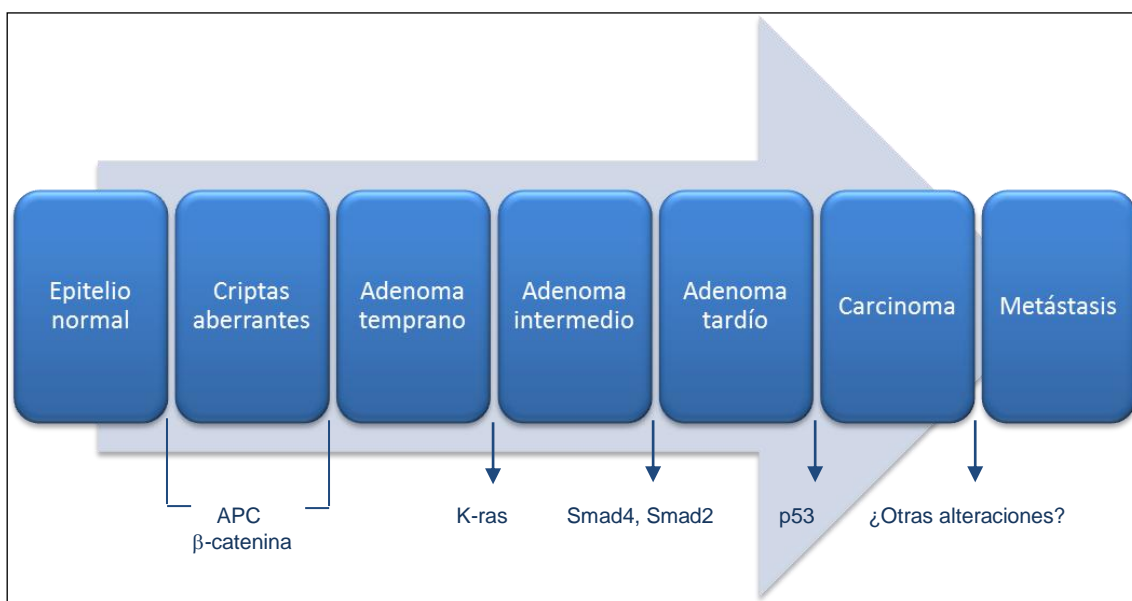 Epitelio
normal
Criptas
aberrantes
Adenoma
temprano
Adenoma
intermedio
Adenoma
tardío
Carcinoma
Metástasis
APC
β-catenina
K-ras
Smad4, Smad2
p53
¿Otras alteraciones?